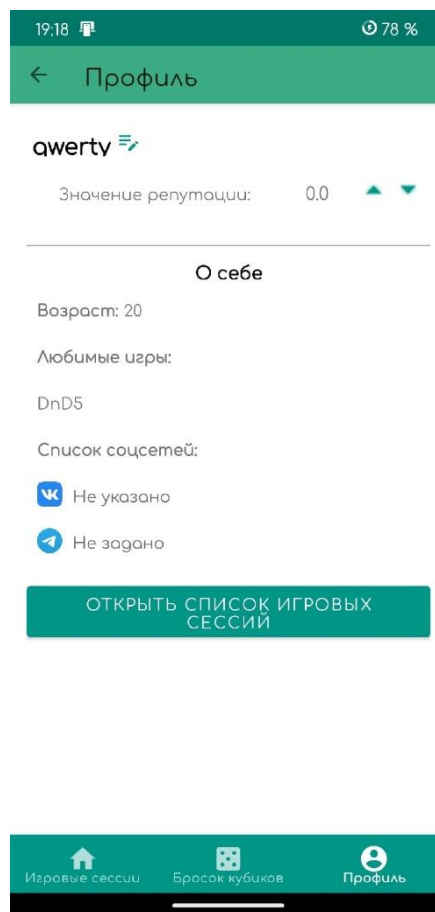 19:18 78 %
Профиль
qwerty
Значение репутации: 0.0
О себе
Возраст: 20
Любимые игры:
DnD5
Список соцсетей:
Не указано
Не задано
ОТКРЫТЬ СПИСОК ИГРОВЫХ
СЕССИЙ
Игровые сессии Бросок кубиков Профиль